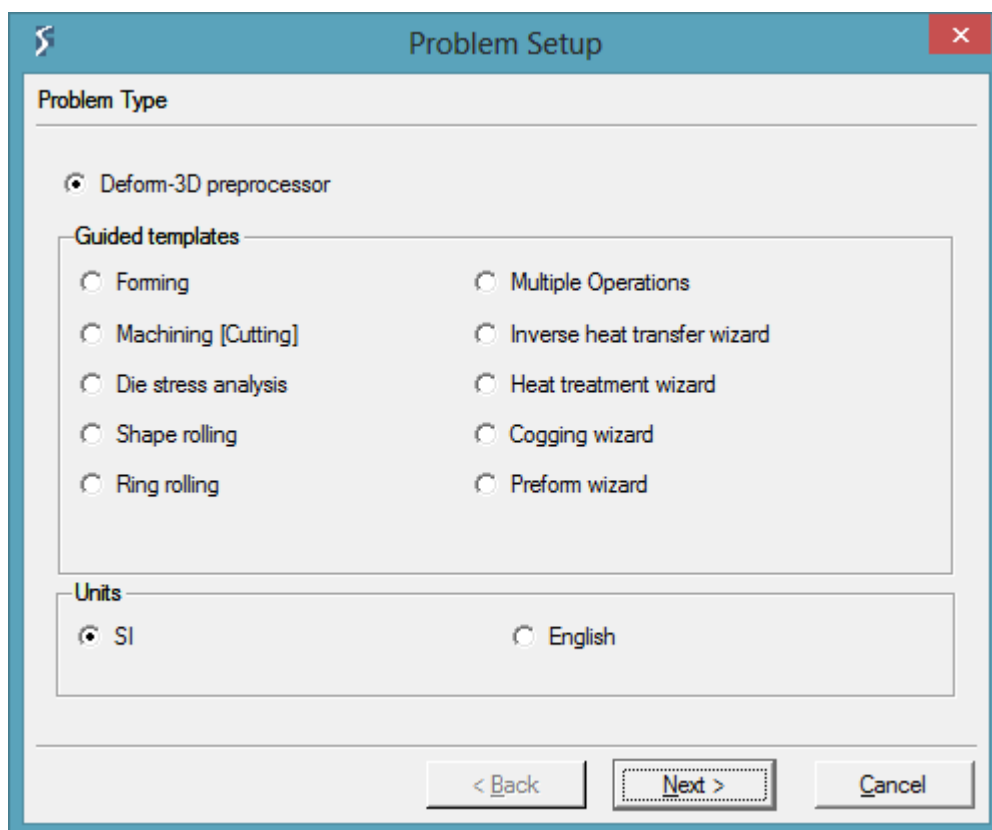 Problem Setup
Problem Type
Deform-3D preprocessor
Guided templates
Forming
Multiple Operations
Machining [Cutting]
Inverse heat transfer wizard
Die stress analysis
Heat treatment wizard
Shape rolling
Cogging wizard
Ring rolling
Preform wizard
Units
SI
English
< Back
Next >
Cancel